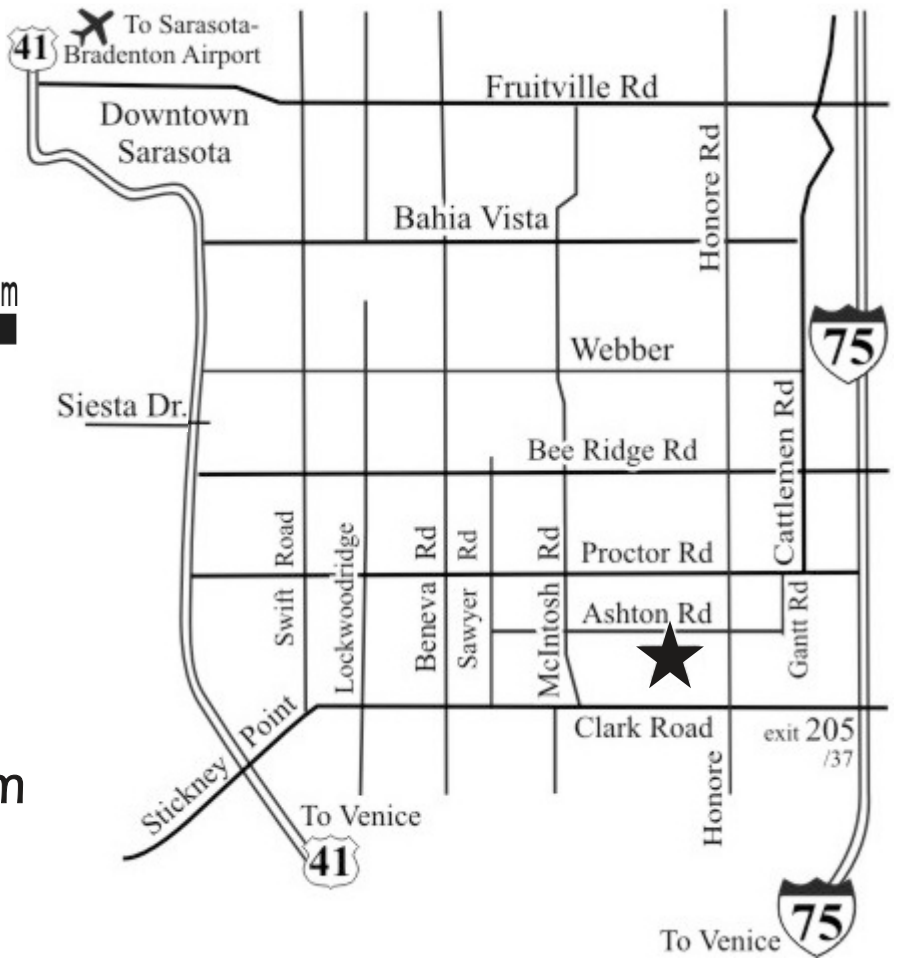 41
To Sarasota-
Bradenton Airport
Fruitville Rd
Downtown
Sarasota
Honore Rd
Bahia Vista
m
75
Webber
Siesta Dr.
Cattlemen Rd
Bee Ridge Rd
Swift Road
Lockwoodridge
Beneva Rd
Sawyer Rd
McIntosh Rd
Proctor Rd
Ashton Rd
Gantt Rd
Stickney Point
Clark Road
exit 205
/37
Honore
m
To Venice
41
75
To Venice